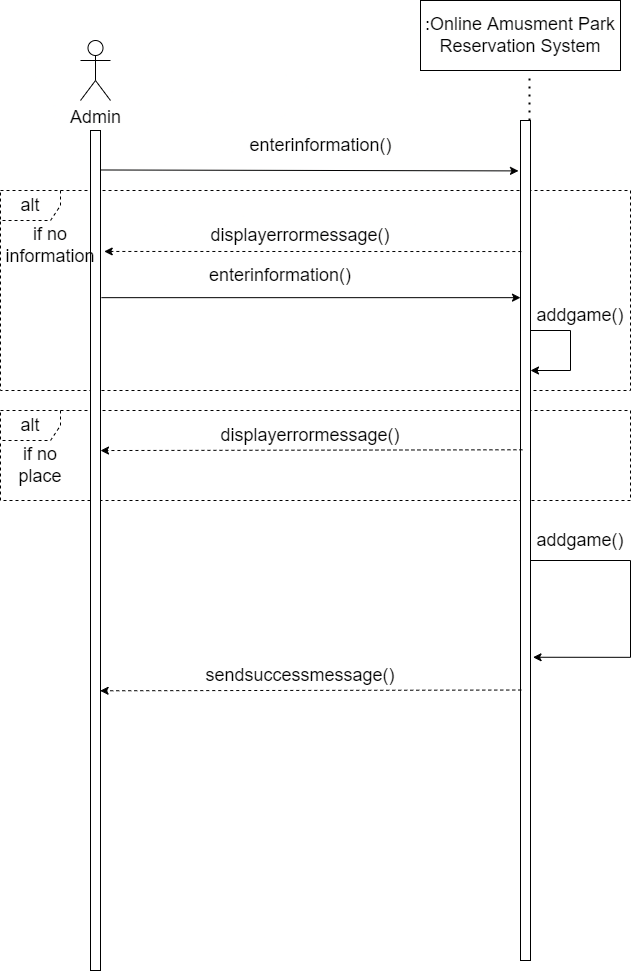 :Online Amusment Park
Reservation System
Admin
enterinformation()
alt
if no
information
displayerrormessage()
enterinformation()
addgame()
alt
if no
place
displayerrormessage()
addgame()
sendsuccessmessage()